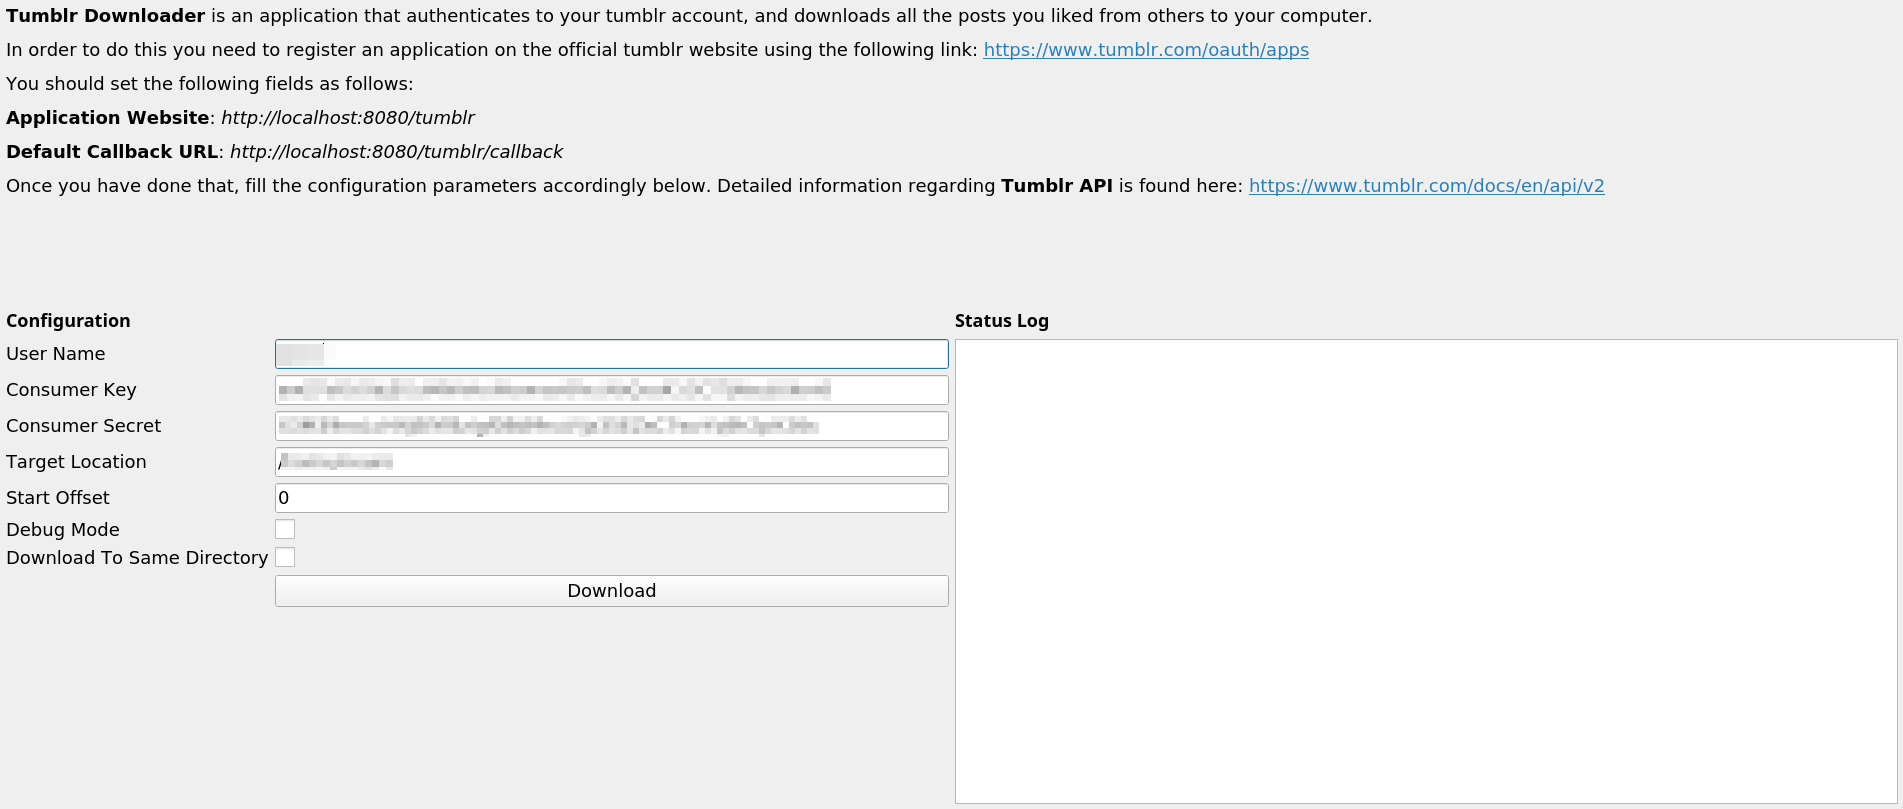 Tumblr Downloader is an application that authenticates to your tumblr account, and downloads all the posts you liked from others to your computer.
In order to do this you need to register an application on the official tumblr website using the following link: https://www.tumblr.com/oauth/apps
You should set the following fields as follows:
Application Website: http://localhost:8080/tumblr
Default Callback URL: http://localhost:8080/tumblr/callback
Once you have done that, fill the configuration parameters accordingly below. Detailed information regarding Tumblr API is found here: https://www.tumblr.com/docs/en/api/v2
Configuration
User Name
Consumer Key
Consumer Secret
Target Location /
Start Offset 0
Debug Mode
Download To Same Directory
Download
Status Log